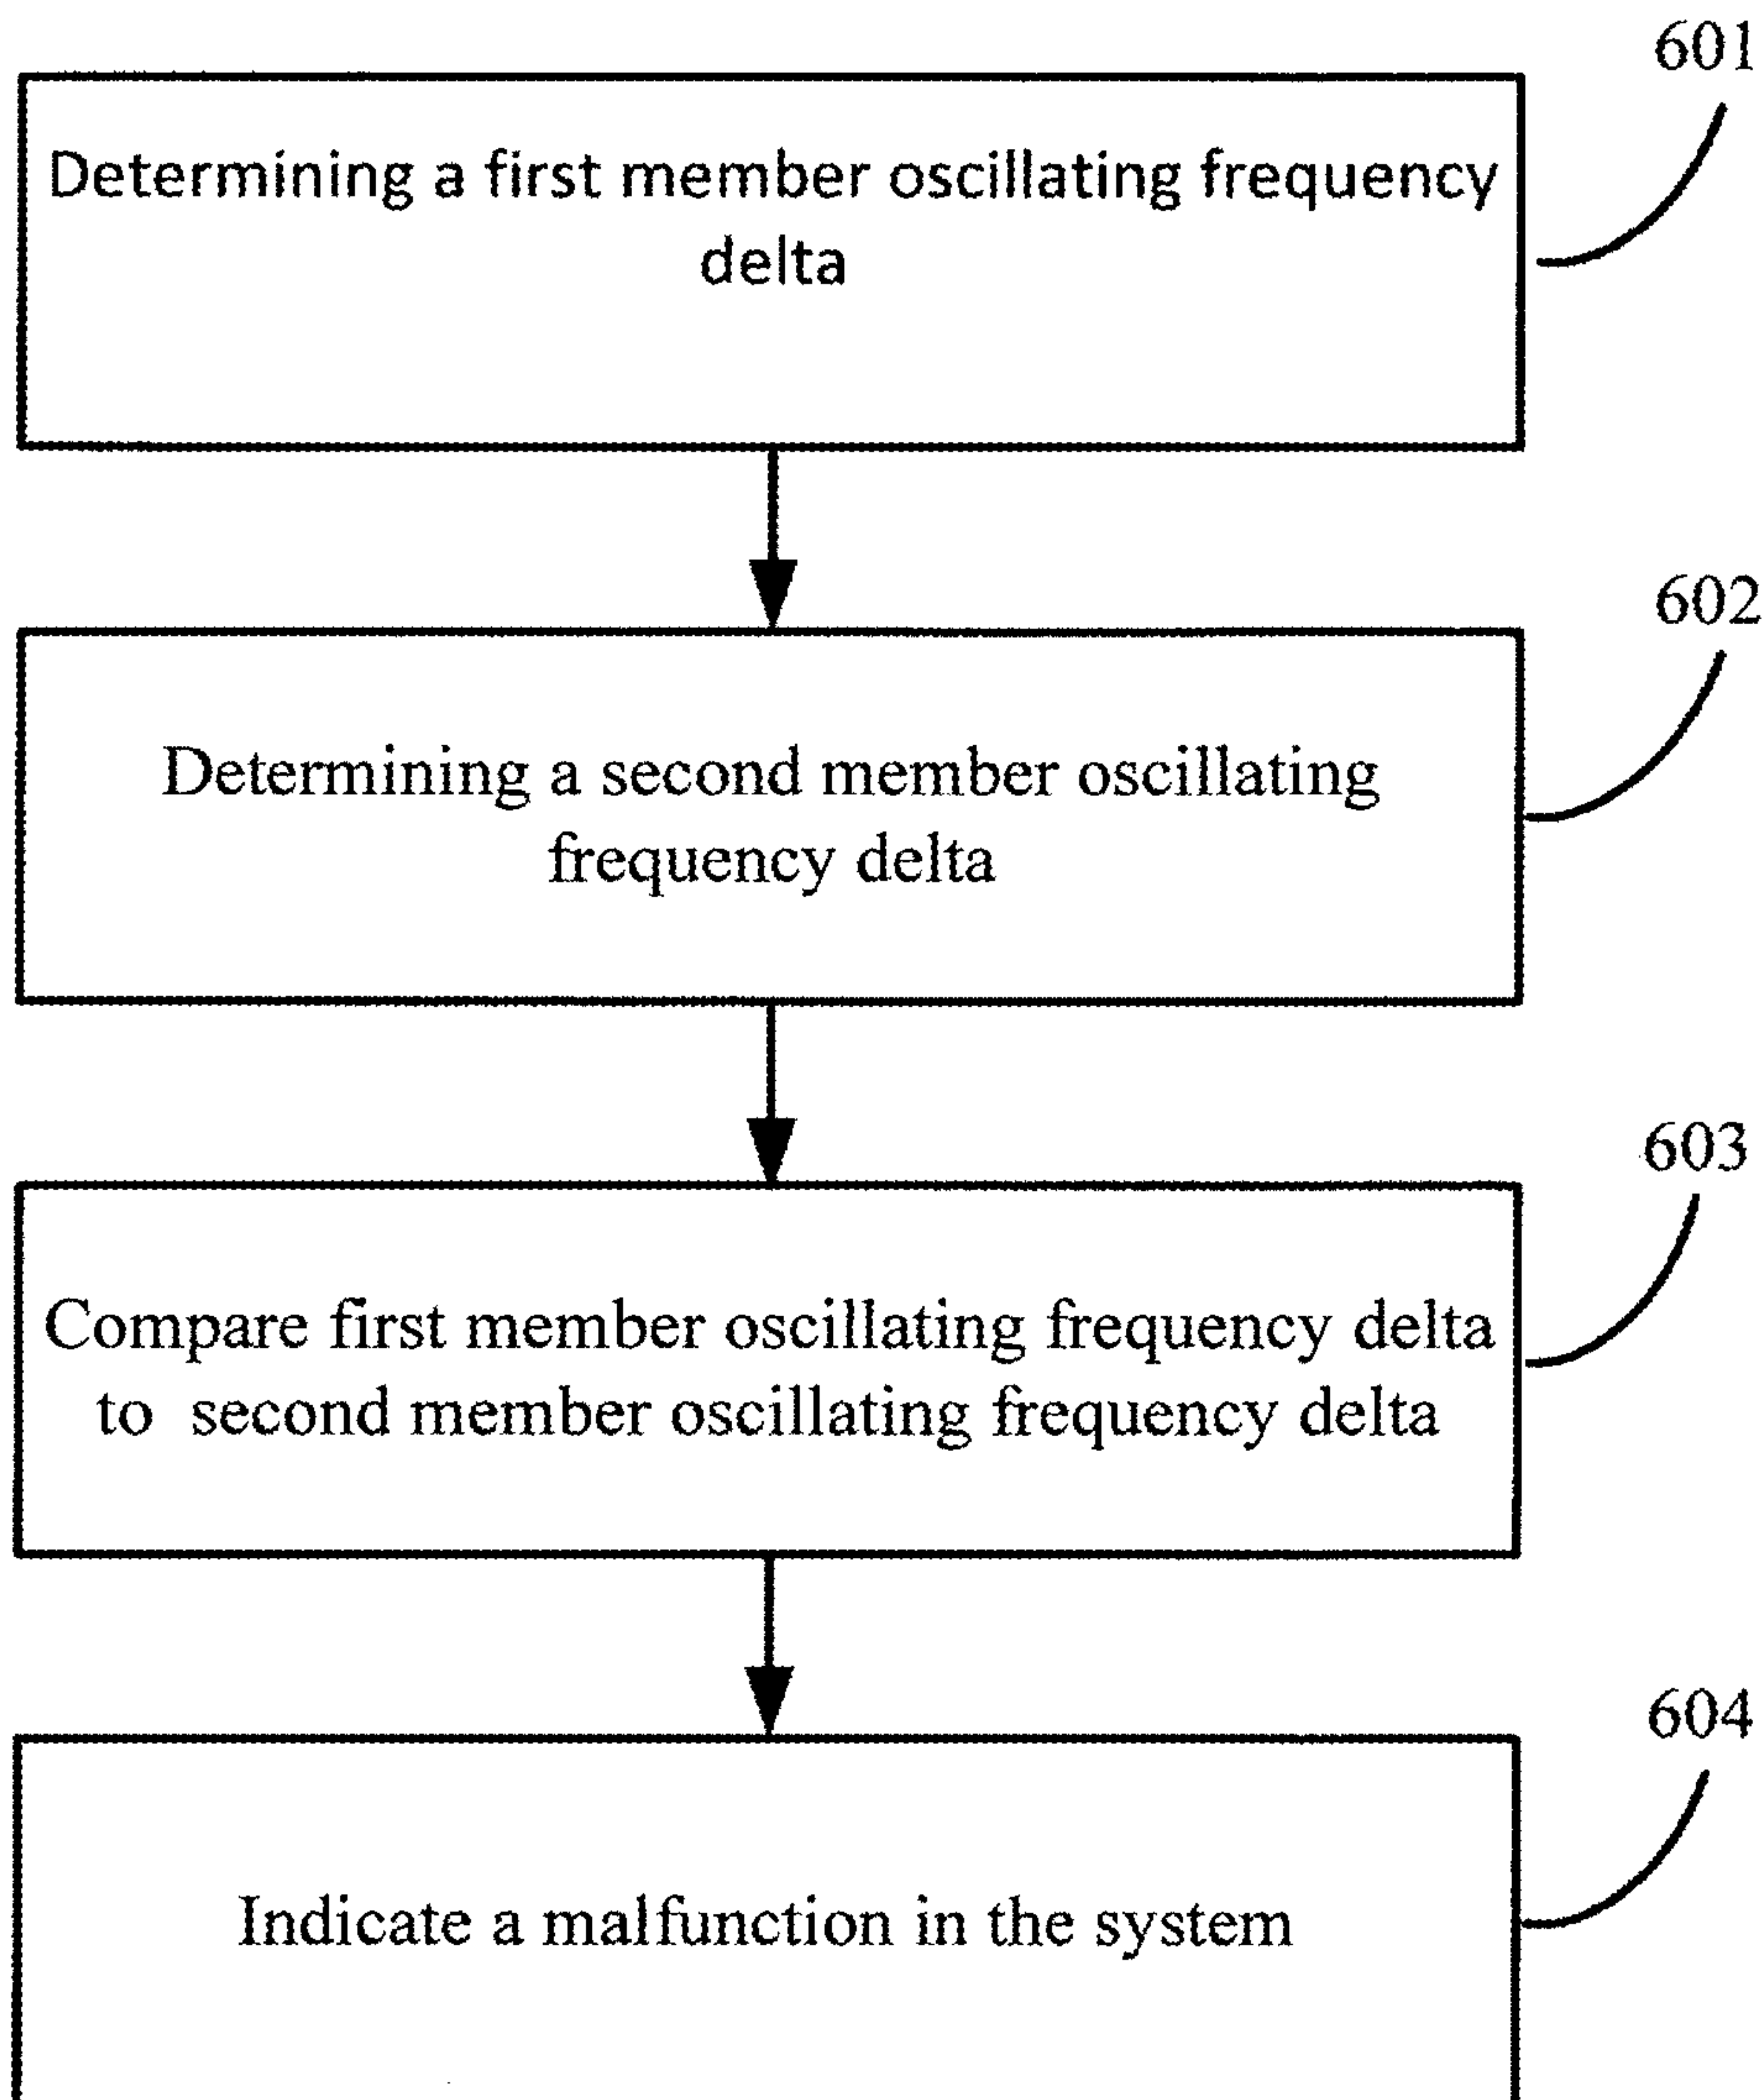 601
Determining a first member oscillating frequency
delta
602
Determining a second member oscillating
frequency delta
603
Compare first member oscillating frequency delta
to second member oscillating frequency delta
604
Indicate a malfunction in the system